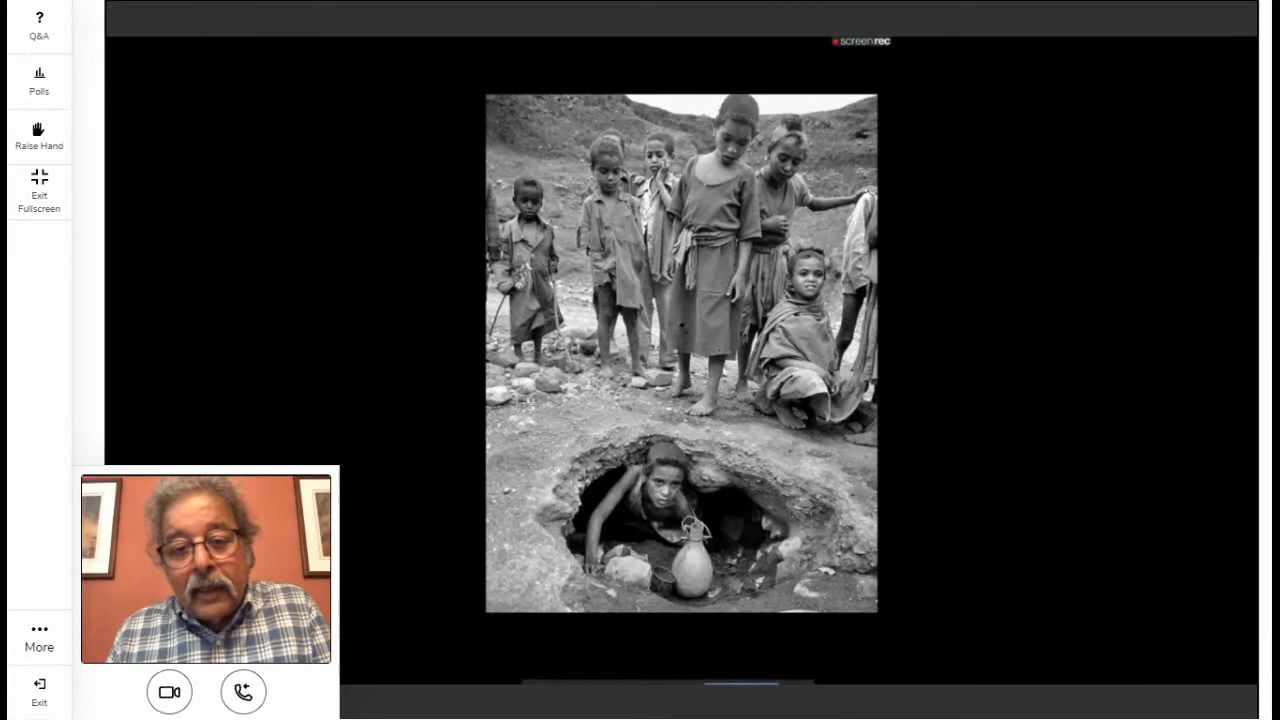 ?
Q&A
Polls
Raise Hand
Exit
Fullscreen
More
Exit
screenrec